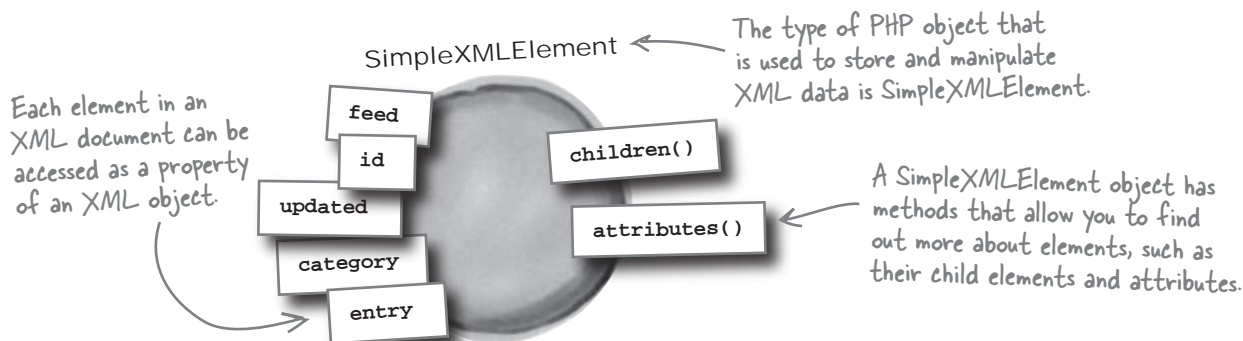 SimpleXMLElement
The type of PHP object that
is used to store and manipulate
XML data is SimpleXMLElement.
Each element in an
XML document can be
accessed as a property
of an XML object.
feed
id
updated
category
entry
children()
attributes()
A SimpleXMLElement object has
methods that allow you to find
out more about elements, such as
their child elements and attributes.